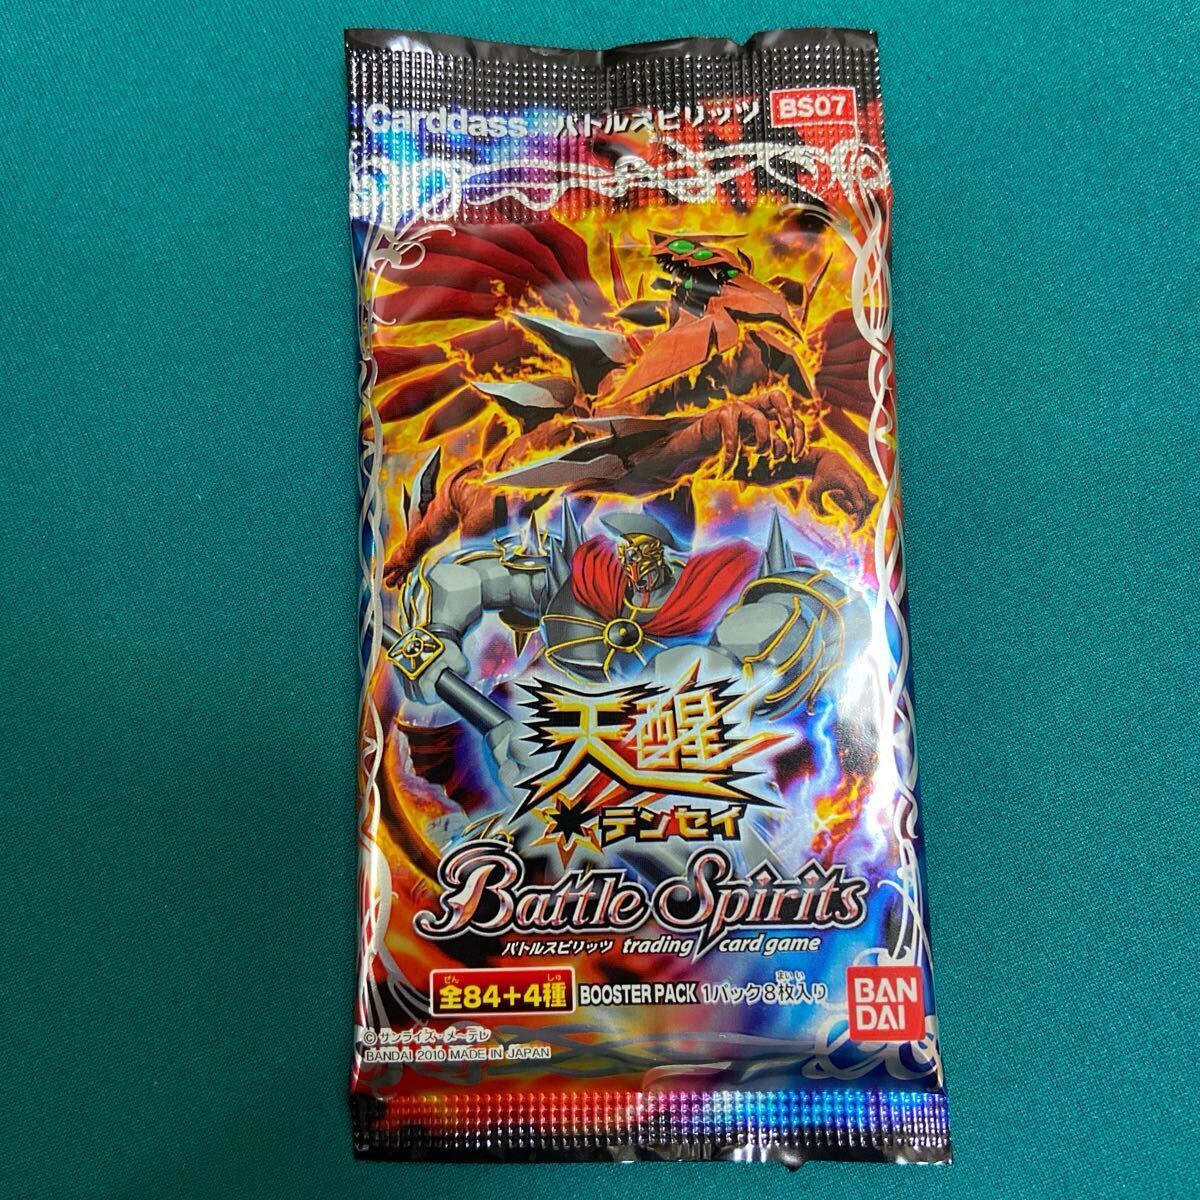 Carddass バトルスピリッツ BS07
天醒
テンセイ
Battle Spirits
バトルスピリッツ trading card game
ぜん しゅ
全84+4種 BOOSTER PACK 1パック8枚入り
まいい
BAN
DAI
©サンライズ・メ〜テレ
BANDAI 2010 MADE IN JAPAN